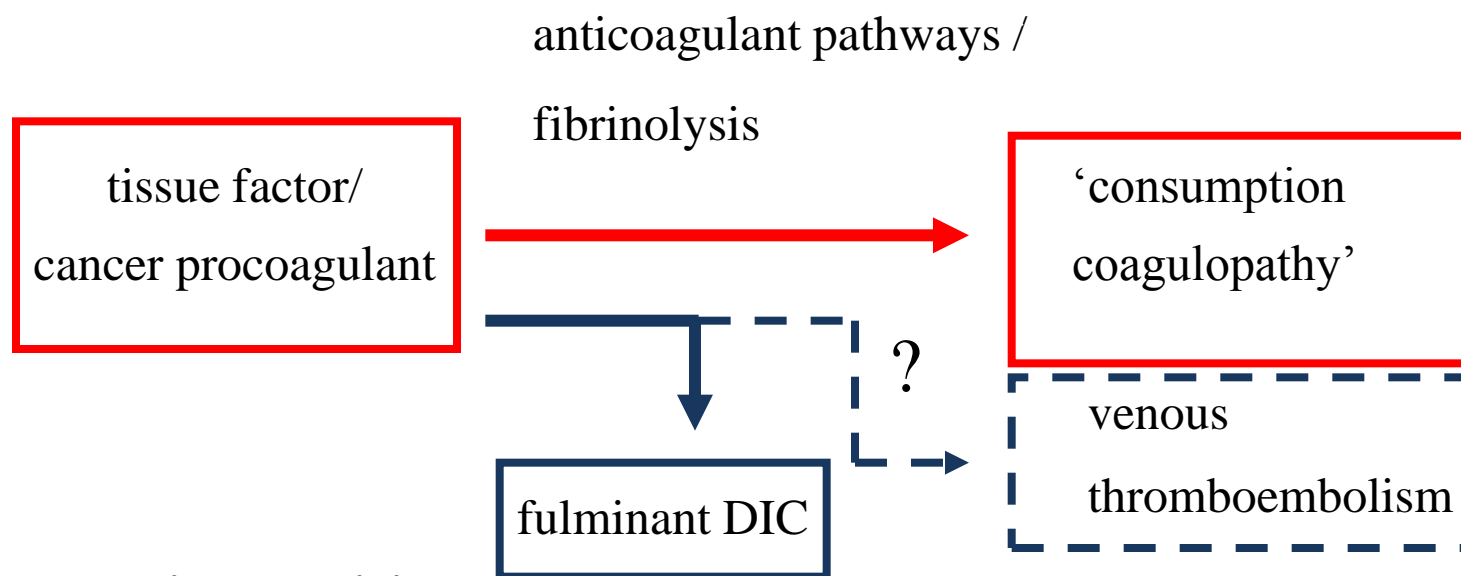 anticoagulant pathways /
fibrinolysis
tissue factor/
cancer procoagulant
‘consumption
coagulopathy’
?
venous
thromboembolism
fulminant DIC